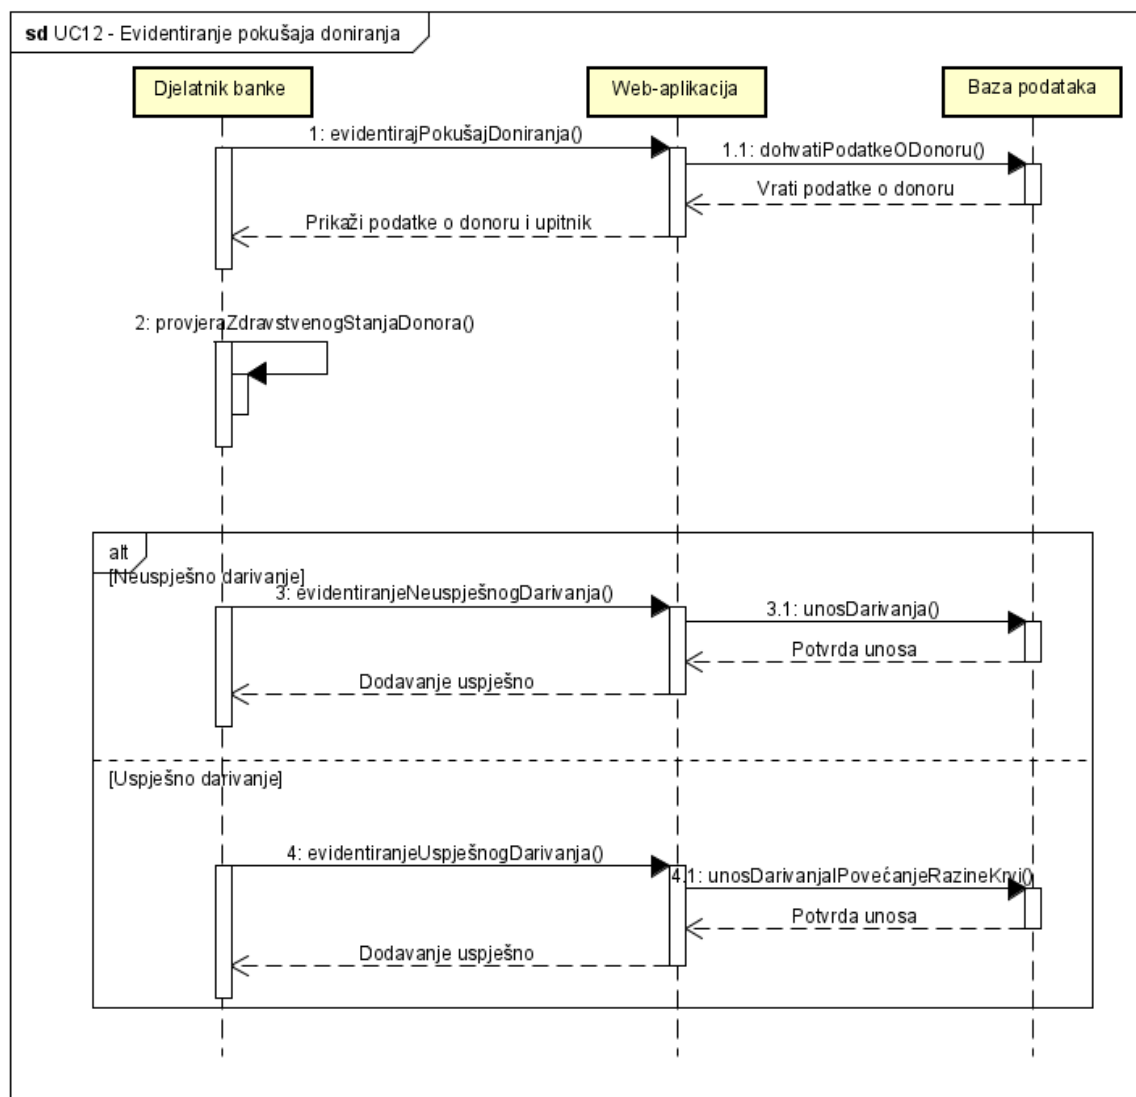 sd UC12 - Evidentiranje pokušaja doniranja
Djelatnik banke
Web-aplikacija
Baza podataka
1: evidentirajPokušajDoniranja()
1.1: dohvatiPodatkeODonoru()
Vrati podatke o donoru
Prikaži podatke o donoru i upitnik
2: provjeraZdravstvenogStanjaDonora()
alt
[Neuspješno darivanje]
3: evidentiranjeNeuspješnogDarivanja()
3.1: unosDarivanja()
Potvrda unosa
Dodavanje uspješno
[Uspješno darivanje]
4: evidentiranjeUspješnogDarivanja()
4.1: unosDarivanjaIPovećanjeRazineKrvi()
Potvrda unosa
Dodavanje uspješno